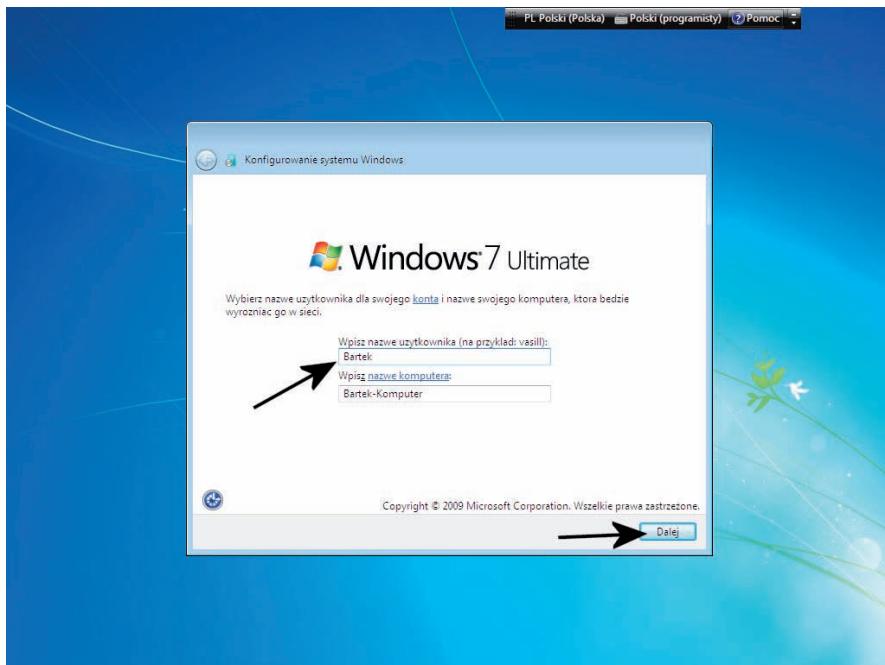 PL Polski (Polska) Polski (programisty) ? Pomoc
Konfigurowanie systemu Windows
Windows 7 Ultimate
Wybierz nazwe uzytkownika dla swojego konta i nazwe swojego komputera, ktora bedzie
wyrozniac go w sieci.
Wpisz nazwe uzytkownika (na przyklad: vasill):
Bartek
Wpisz nazwe komputera:
Bartek-Komputer
Copyright © 2009 Microsoft Corporation. Wszelkie prawa zastrzezone.
Dalej